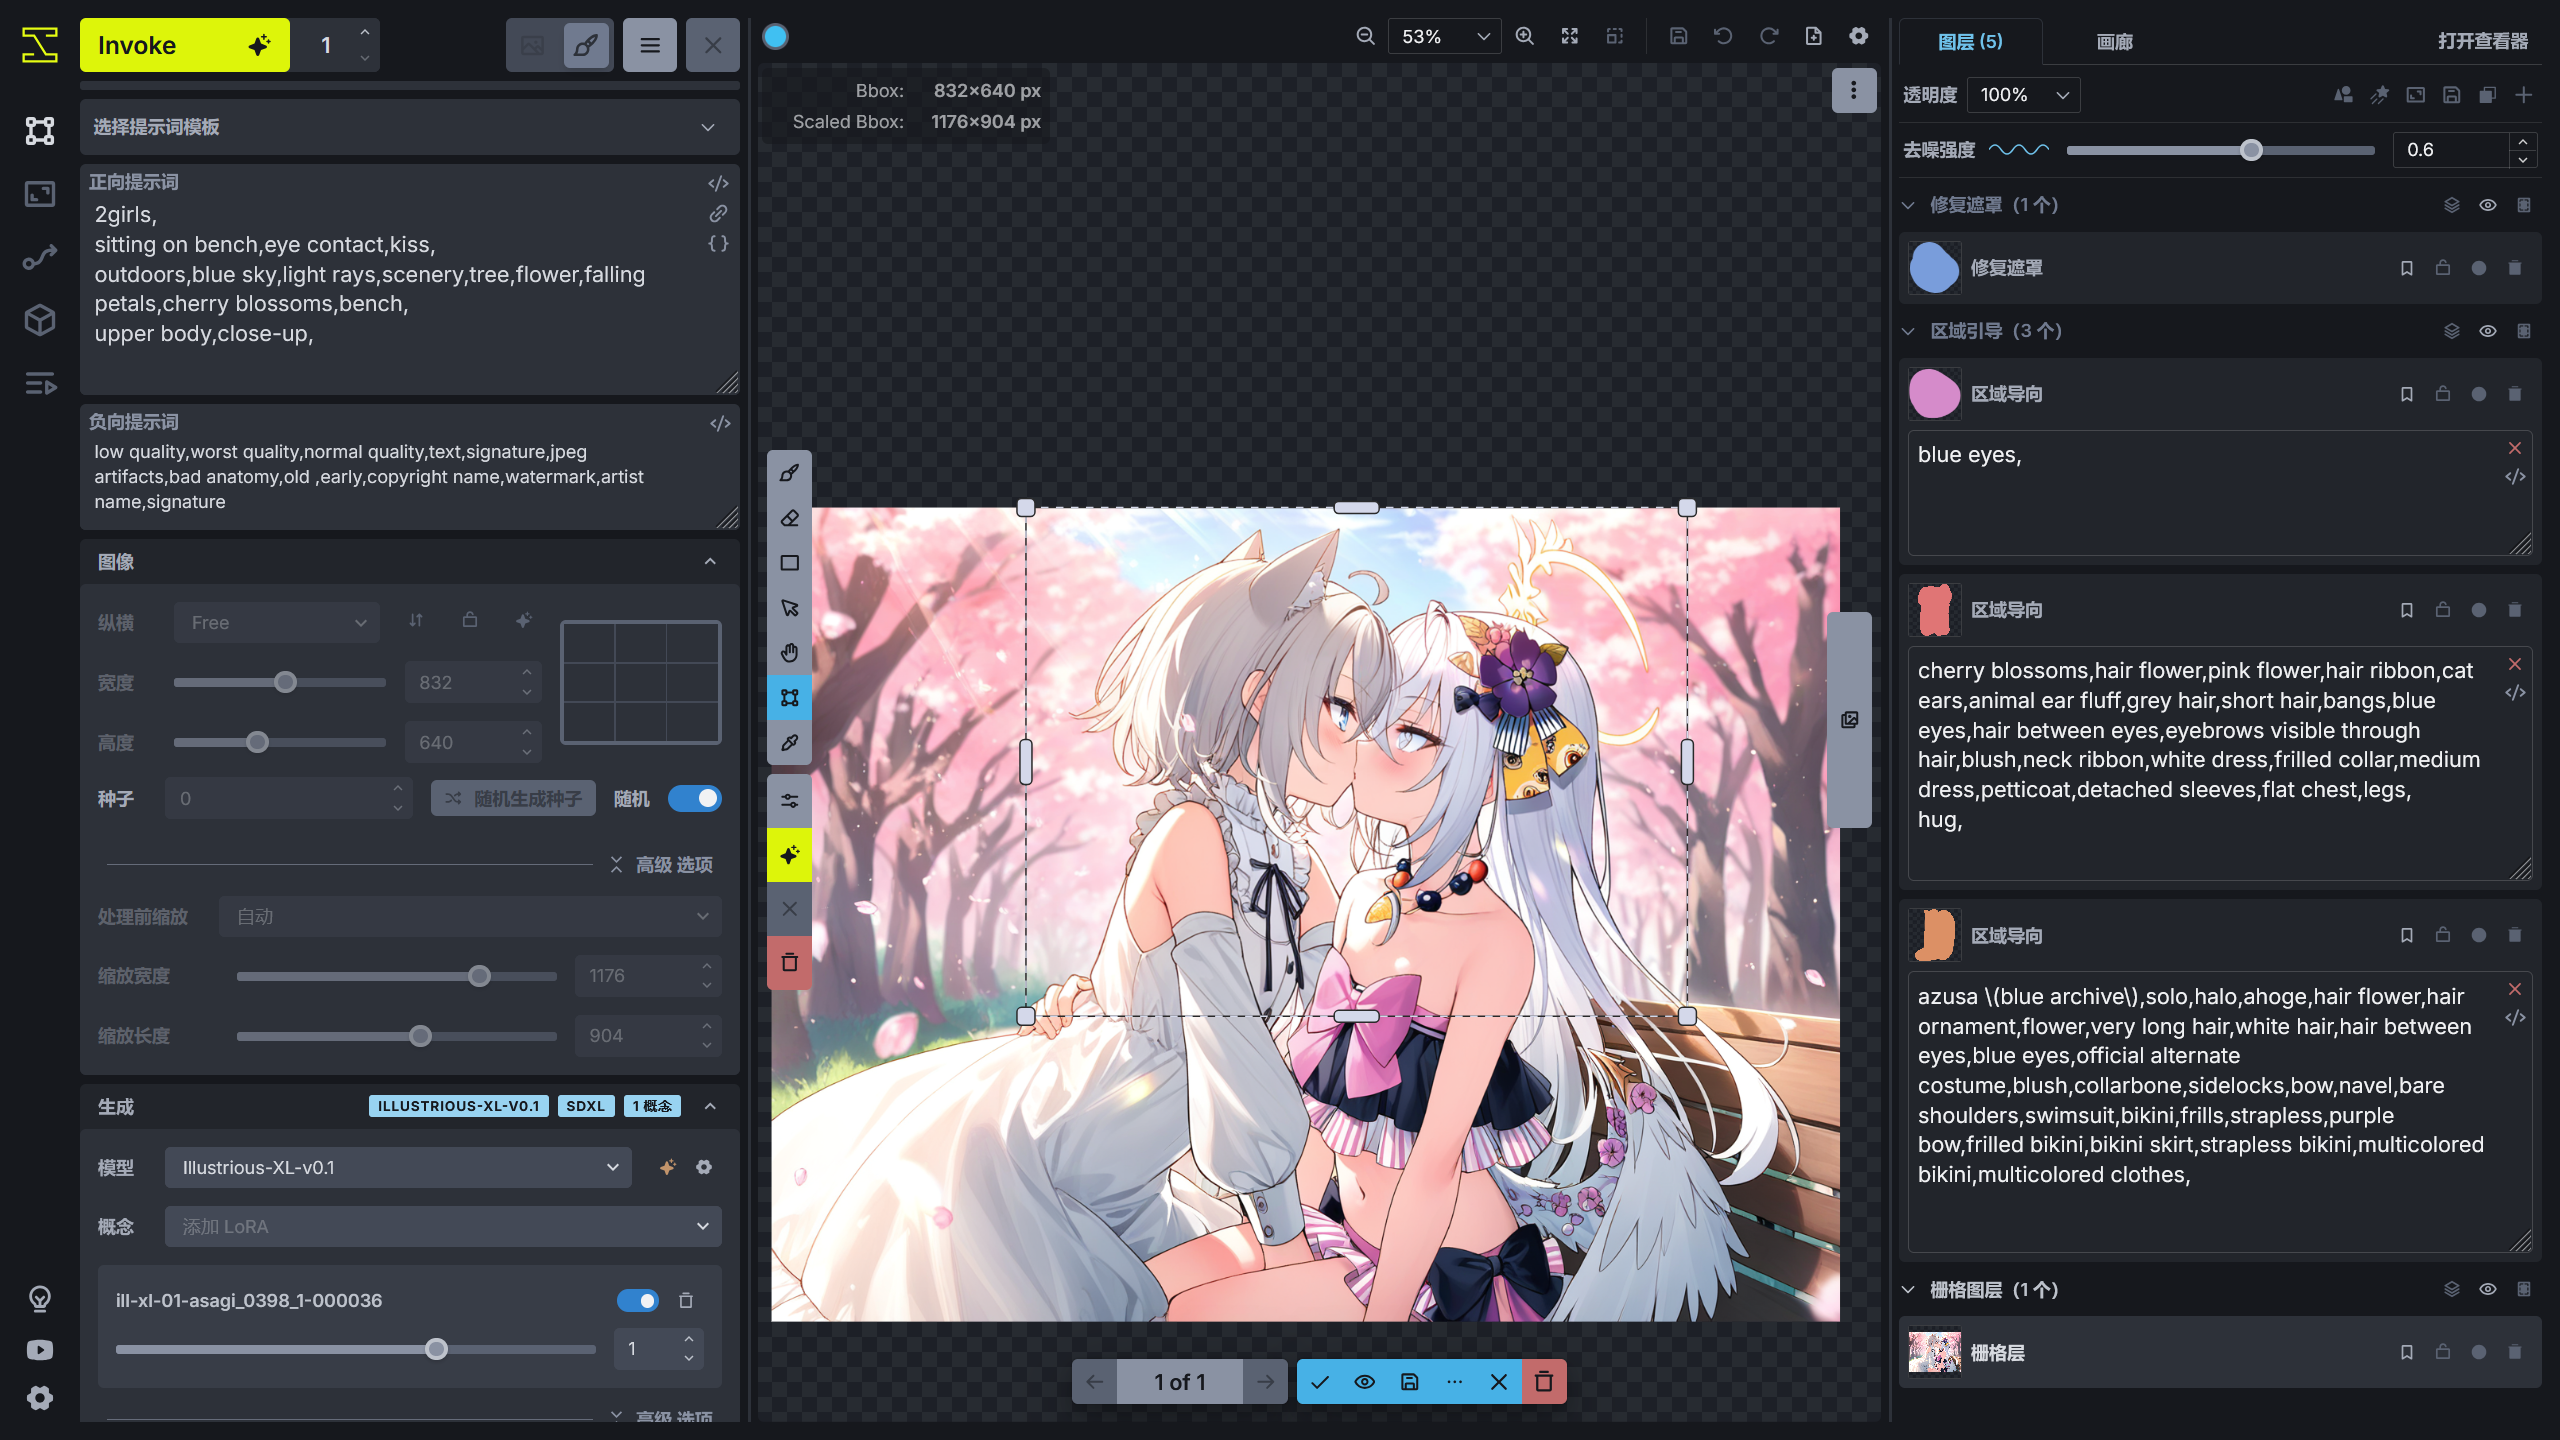 Invoke
1
选择提示词模板
正向提示词
2girls,
sitting on bench,eye contact,kiss,
outdoors,blue sky,light rays,scenery,tree,flower,falling
petals,cherry blossoms,bench,
upper body,close-up,
负向提示词
low quality,worst quality,normal quality,text,signature,jpeg
artifacts,bad anatomy,old ,early,copyright name,watermark,artist
name,signature
图像
纵横
Free
宽度
832
高度
640
种子
0
随机生成种子
随机
高级 选项
处理前缩放
自动
缩放宽度
1176
缩放长度
904
生成
ILLUSTRIOUS-XL-V0.1
SDXL
1 概念
模型
Illustrious-XL-v0.1
概念
添加 LoRA
ill-xl-01-asagi_0398_1-000036
1
高级 选项
53%
Bbox: 832×640 px
Scaled Bbox: 1176×904 px
1 of 1
图层 (5)
画廊
打开查看器
透明度
100%
去噪强度
0.6
修复遮罩 (1 个)
修复遮罩
区域引导 (3 个)
区域导向
blue eyes,
区域导向
cherry blossoms,hair flower,pink flower,hair ribbon,cat
ears,animal ear fluff,grey hair,short hair,bangs,blue
eyes,hair between eyes,eyebrows visible through
hair,blush,neck ribbon,white dress,frilled collar,medium
dress,petticoat,detached sleeves,flat chest,legs,
hug,
区域导向
azusa \(blue archive\),solo,halo,ahoge,hair flower,hair
ornament,flower,very long hair,white hair,hair between
eyes,blue eyes,official alternate
costume,blush,collarbone,sidelocks,bow,navel,bare
shoulders,swimsuit,bikini,frills,strapless,purple
bow,frilled bikini,bikini skirt,strapless bikini,multicolored
bikini,multicolored clothes,
栅格图层 (1 个)
栅格层